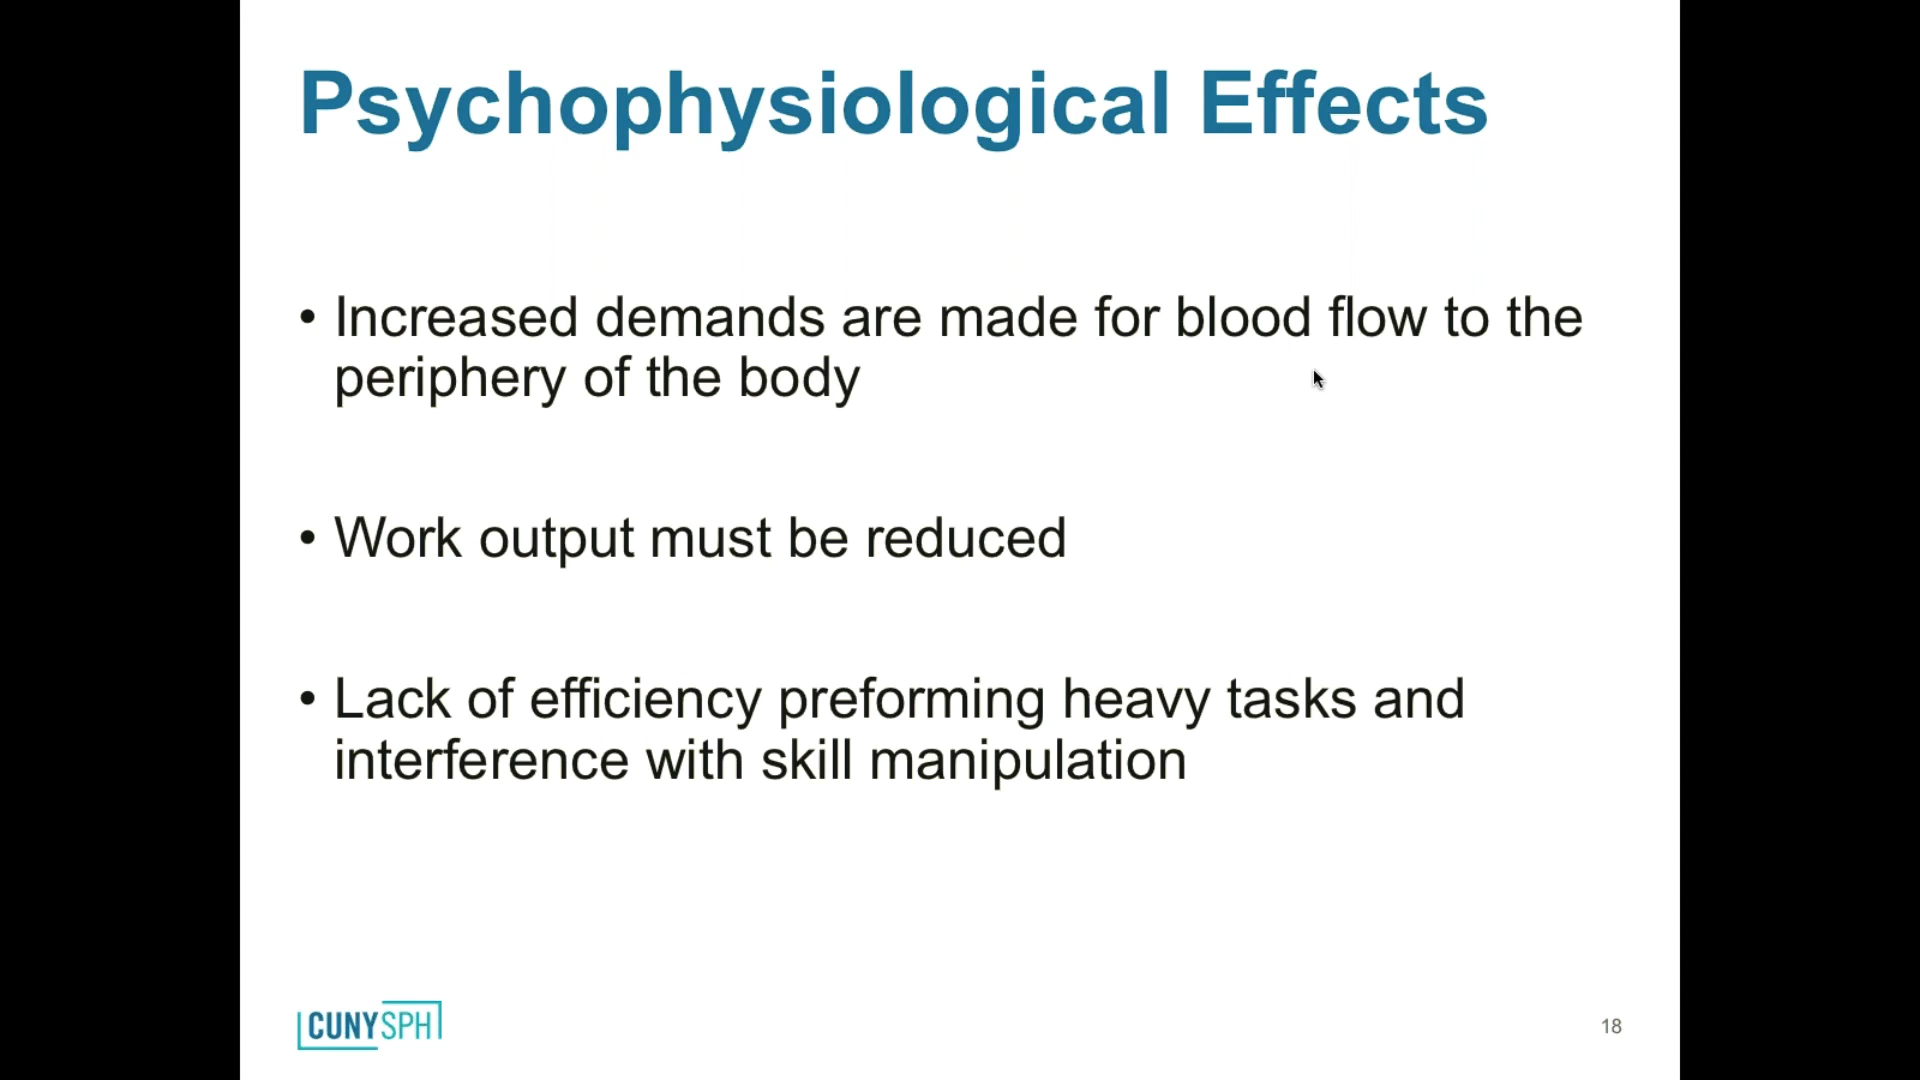 Psychophysiological Effects
• Increased demands are made for blood flow to the
periphery of the body
• Work output must be reduced
• Lack of efficiency preforming heavy tasks and
interference with skill manipulation
CUNYSPH
18